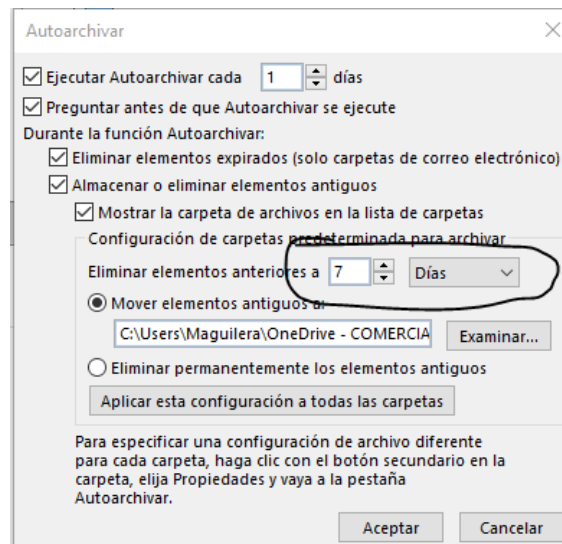 Autoarchivar
Ejecutar Autoarchivar cada 1 días
Preguntar antes de que Autoarchivar se ejecute
Durante la función Autoarchivar:
Eliminar elementos expirados (solo carpetas de correo electrónico)
Almacenar o eliminar elementos antiguos
Mostrar la carpeta de archivos en la lista de carpetas
Configuración de carpetas predeterminada para archivar
Eliminar elementos anteriores a 7 Días
Mover elementos antiguos a:
C:\Users\Maguilera\OneDrive - COMERCIA Examinar...
Eliminar permanentemente los elementos antiguos
Aplicar esta configuración a todas las carpetas
Para especificar una configuración de archivo diferente
para cada carpeta, haga clic con el botón secundario en la
carpeta, elija Propiedades y vaya a la pestaña
Autoarchivar.
Aceptar Cancelar